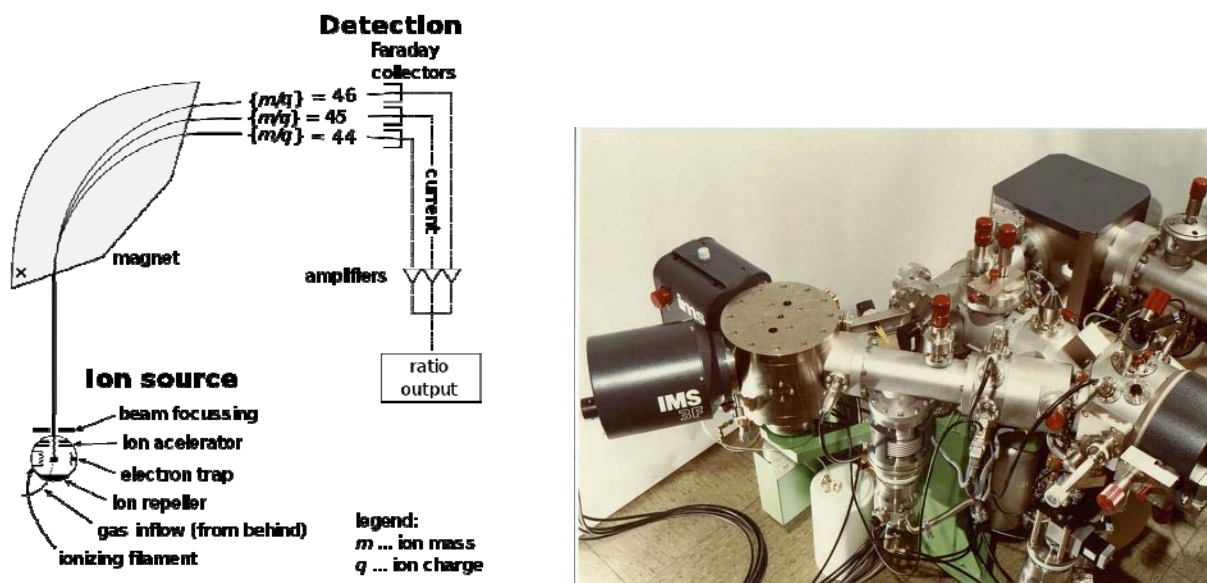 Detection
Faraday
collectors
{m/q} = 46
{m/q} = 45
{m/q} = 44
current
magnet
amplifiers
ratio
output
Ion source
beam focussing
ion acelerator
electron trap
ion repeller
gas inflow (from behind)
ionizing filament
legend:
m ... ion mass
q ... ion charge
ims
IMS
3F